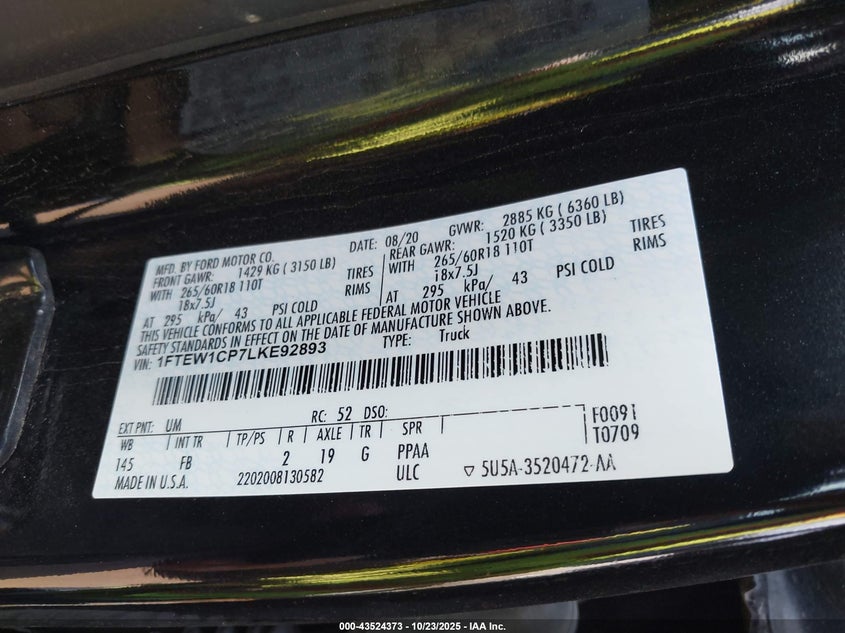 MFD. BY FORD MOTOR CO. DATE: 08/20 GVWR: 2885 KG ( 6360 LB)
FRONT GAWR: 1429 KG ( 3150 LB) REAR GAWR: 1520 KG ( 3350 LB)
WITH 265/60R18 110T TIRES WITH 265/60R18 110T TIRES
18x7.5J RIMS 18x7.5J RIMS
AT 295 kPa/ 43 PSI COLD AT 295 kPa/ 43 PSI COLD
THIS VEHICLE CONFORMS TO ALL APPLICABLE FEDERAL MOTOR VEHICLE
SAFETY STANDARDS IN EFFECT ON THE DATE OF MANUFACTURE SHOWN ABOVE.
VIN: 1FTEW1CP7LKE92893 TYPE: Truck
EXT PNT: UM RC: 52 DSO: F0091
WB INT TR TP/PS R AXLE TR SPR T0709
145 FB 2 19 G PPAA
MADE IN U.S.A. 2202008130582 ULC ▽ 5U5A-3520472-AA
000-43524373 - 10/23/2025 - IAA Inc.